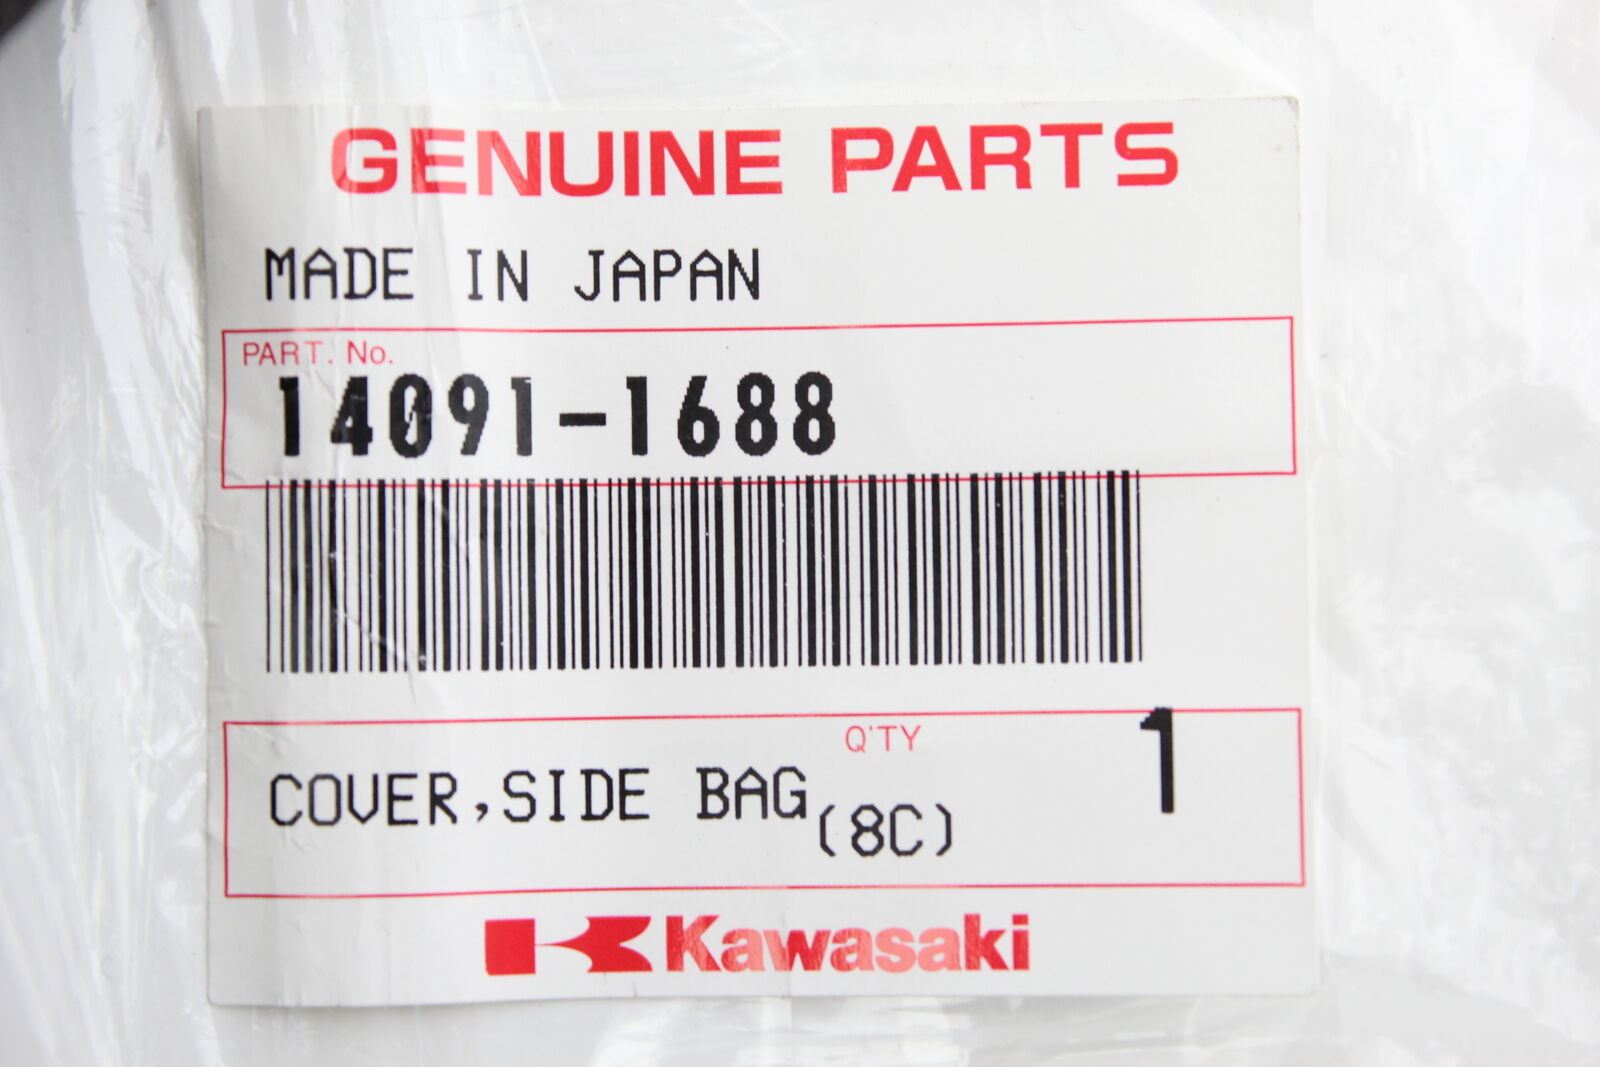 GENUINE PARTS
MADE IN JAPAN
PART. No.
14091-1688
Q'TY
1
COVER,SIDE BAG(8C)
Kawasaki